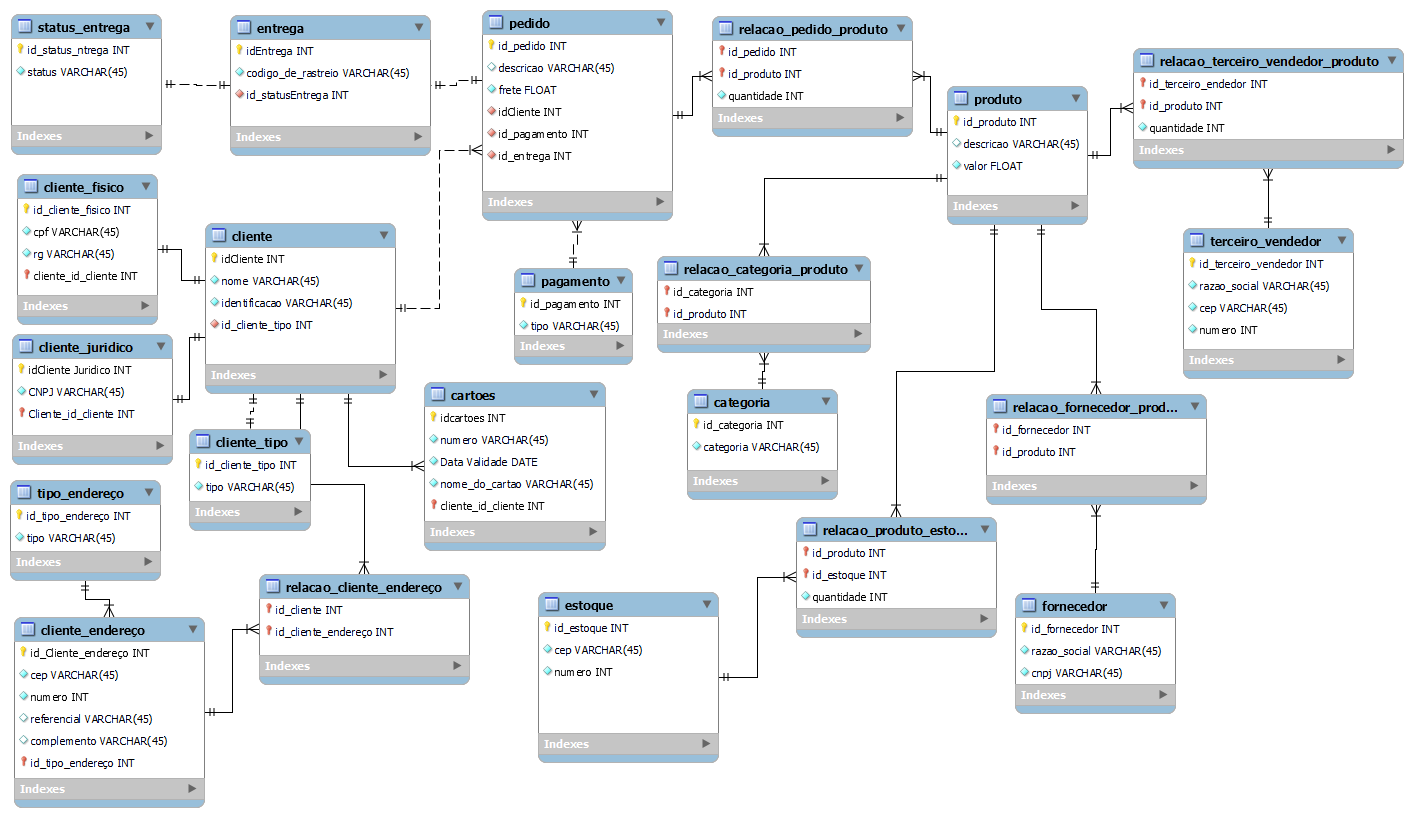 status_entrega
id_status_ntrega INT
status VARCHAR(45)
Indexes
entrega
idEntrega INT
codigo_de_rastreio VARCHAR(45)
id_statusEntrega INT
Indexes
pedido
id_pedido INT
descricao VARCHAR(45)
frete FLOAT
idCliente INT
id_pagamento INT
id_entrega INT
Indexes
relacao_pedido_produto
id_pedido INT
id_produto INT
quantidade INT
Indexes
produto
id_produto INT
descricao VARCHAR(45)
valor FLOAT
Indexes
relacao_terceiro_vendedor_produto
id_terceiro_endedor INT
id_produto INT
quantidade INT
Indexes
cliente_fisico
id_cliente_fisico INT
cpf VARCHAR(45)
rg VARCHAR(45)
cliente_id_cliente INT
Indexes
cliente
idCliente INT
nome VARCHAR(45)
identificacao VARCHAR(45)
id_cliente_tipo INT
Indexes
pagamento
id_pagamento INT
tipo VARCHAR(45)
Indexes
relacao_categoria_produto
id_categoria INT
id_produto INT
Indexes
terceiro_vendedor
id_terceiro_vendedor INT
razao_social VARCHAR(45)
cep VARCHAR(45)
numero INT
Indexes
cliente_juridico
idCliente Juridico INT
CNPJ VARCHAR(45)
Cliente_id_cliente INT
Indexes
cliente_tipo
id_cliente_tipo INT
tipo VARCHAR(45)
Indexes
cartoes
idcartoes INT
numero VARCHAR(45)
Data Validade DATE
nome_do_cartao VARCHAR(45)
cliente_id_cliente INT
Indexes
categoria
id_categoria INT
categoria VARCHAR(45)
Indexes
relacao_fornecedor_prod...
id_fornecedor INT
id_produto INT
Indexes
tipo_endereço
id_tipo_endereço INT
tipo VARCHAR(45)
Indexes
relacao_cliente_endereço
id_cliente INT
id_cliente_endereço INT
Indexes
relacao_produto_esto...
id_produto INT
id_estoque INT
quantidade INT
Indexes
cliente_endereço
id_Cliente_endereço INT
cep VARCHAR(45)
numero INT
referencial VARCHAR(45)
complemento VARCHAR(45)
id_tipo_endereço INT
Indexes
estoque
id_estoque INT
cep VARCHAR(45)
numero INT
Indexes
fornecedor
id_fornecedor INT
razao_social VARCHAR(45)
cnpj VARCHAR(45)
Indexes